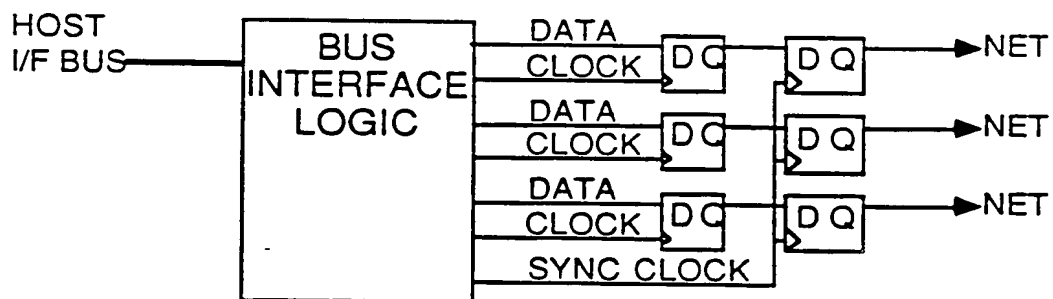 HOST
I/F BUS
BUS
INTERFACE
LOGIC
DATA
CLOCK
D Q
D Q
NET
DATA
CLOCK
D Q
D Q
NET
DATA
CLOCK
D Q
D Q
NET
SYNC CLOCK